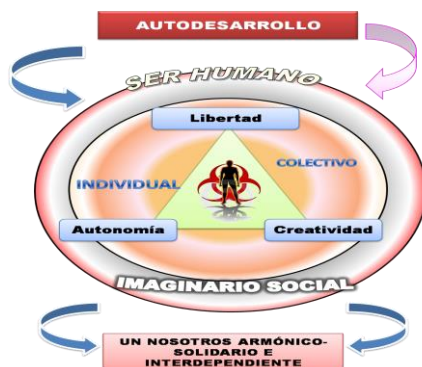 AUTODESARROLLO
SER HUMANO
Libertad
COLECTIVO
INDIVIDUAL
Autonomía
Creatividad
IMAGINARIO SOCIAL
UN NOSOTROS ARMÓNICO-
SOLIDARIO E
INTERDEPENDIENTE